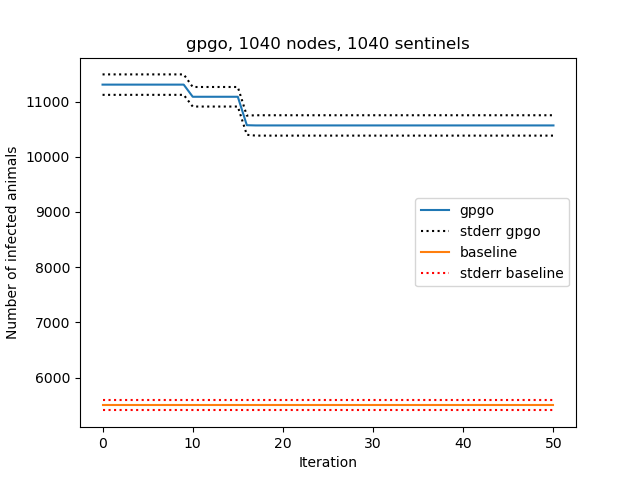 gpgo, 1040 nodes, 1040 sentinels
Number of infected animals
11000
10000
9000
8000
7000
6000
gpgo
stderr gpgo
baseline
stderr baseline
0 10 20 30 40 50
Iteration